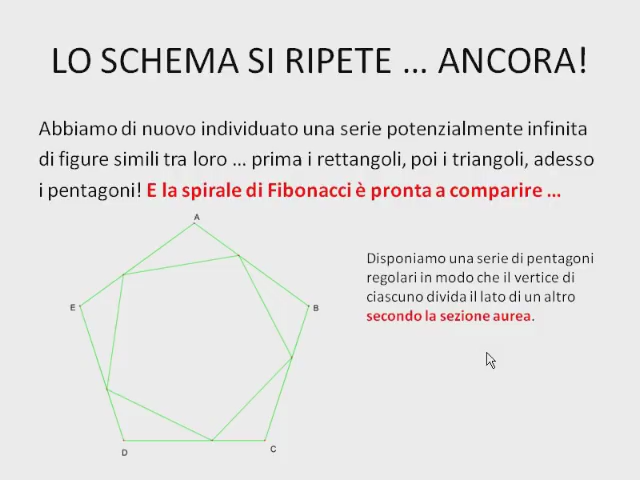 LO SCHEMA SI RIPETE ... ANCORA!
Abbiamo di nuovo individuato una serie potenzialmente infinita
di figure simili tra loro ... prima i rettangoli, poi i triangoli, adesso
i pentagoni! E la spirale di Fibonacci è pronta a comparire ...
A
Disponiamo una serie di pentagoni
regolari in modo che il vertice di
ciascuno divida il lato di un altro
secondo la sezione aurea.
E
B
D
C